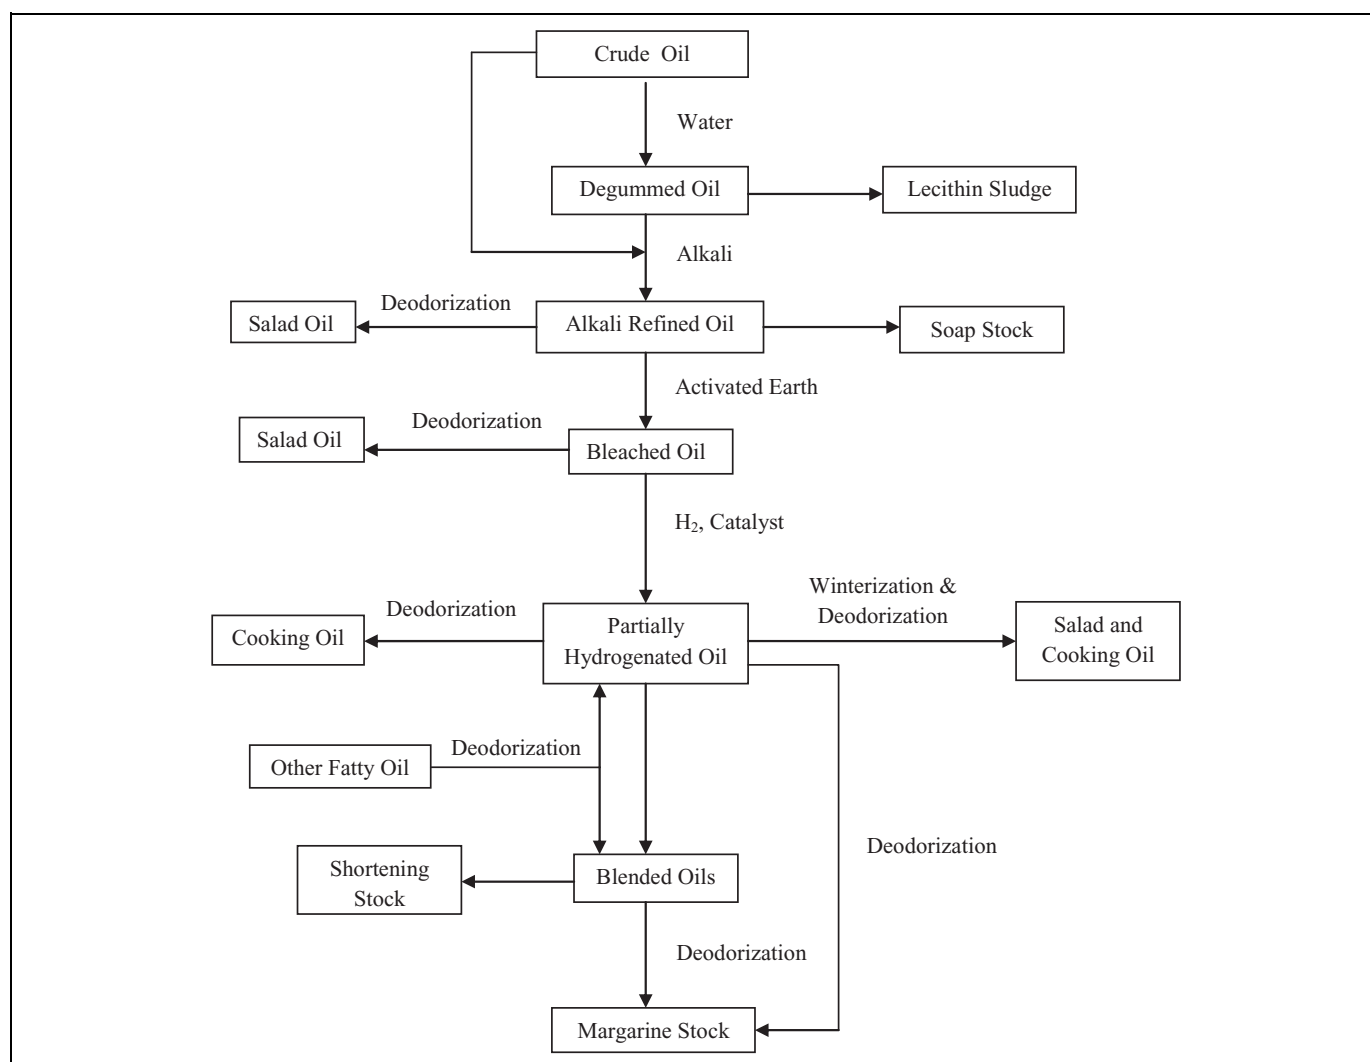 Crude Oil
Water
Degummed Oil
Lecithin Sludge
Alkali
Deodorization
Salad Oil
Alkali Refined Oil
Soap Stock
Activated Earth
Deodorization
Salad Oil
Bleached Oil
H₂, Catalyst
Winterization &
Deodorization
Deodorization
Cooking Oil
Partially
Hydrogenated Oil
Salad and
Cooking Oil
Deodorization
Other Fatty Oil
Deodorization
Shortening
Stock
Blended Oils
Deodorization
Margarine Stock